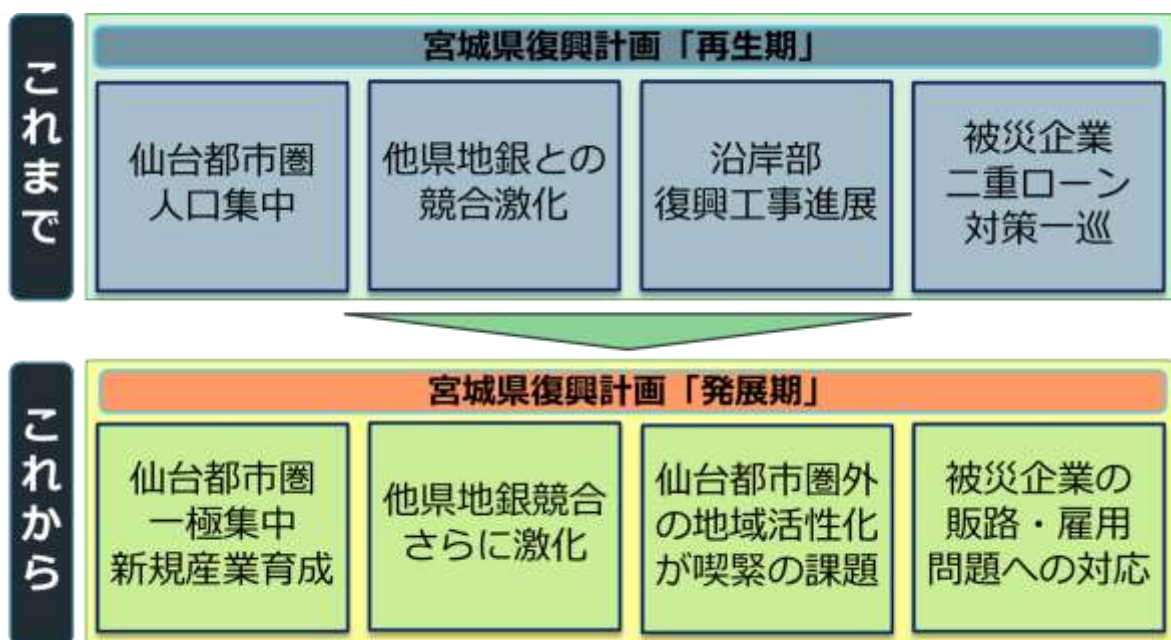 これまで
宮城県復興計画「再生期」
仙台都市圏
人口集中
他県地銀との
競合激化
沿岸部
復興工事進展
被災企業
二重ローン
対策一巡
これから
宮城県復興計画「発展期」
仙台都市圏
一極集中
新規産業育成
他県地銀競合
さらに激化
仙台都市圏外
の地域活性化
が喫緊の課題
被災企業の
販路・雇用
問題への対応